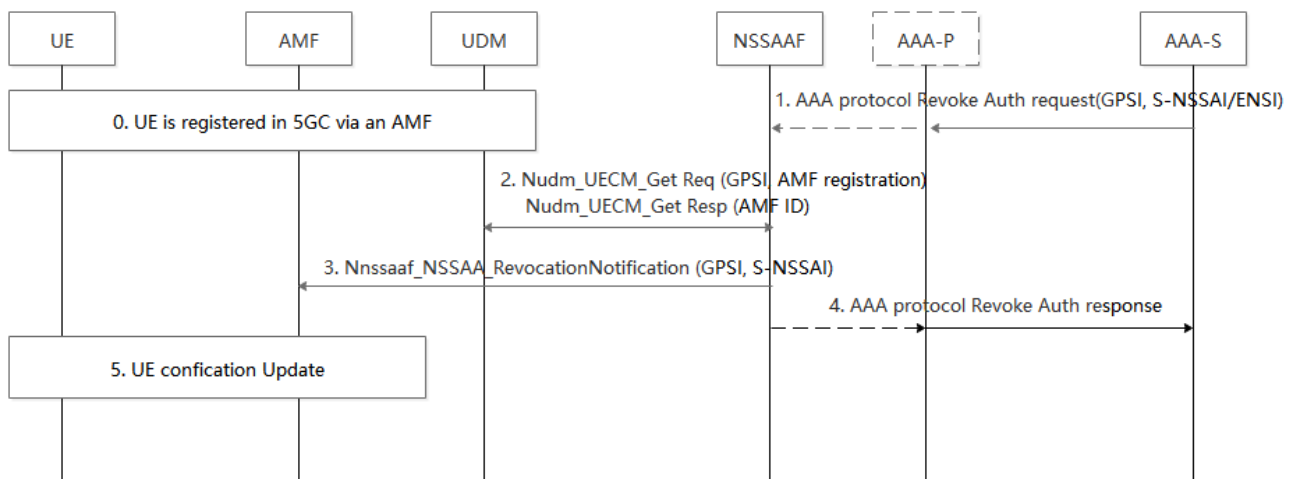 UE
AMF
UDM
NSSAAF
AAA-P
AAA-S
1. AAA protocol Revoke Auth request(GPSI, S-NSSAI/ENSI)
0. UE is registered in 5GC via an AMF
2. Nudm_UECM_Get Req (GPSI, AMF registration)
Nudm_UECM_Get Resp (AMF ID)
3. Nnssaaf_NSSAA_RevocationNotification (GPSI, S-NSSAI)
4. AAA protocol Revoke Auth response
5. UE confication Update